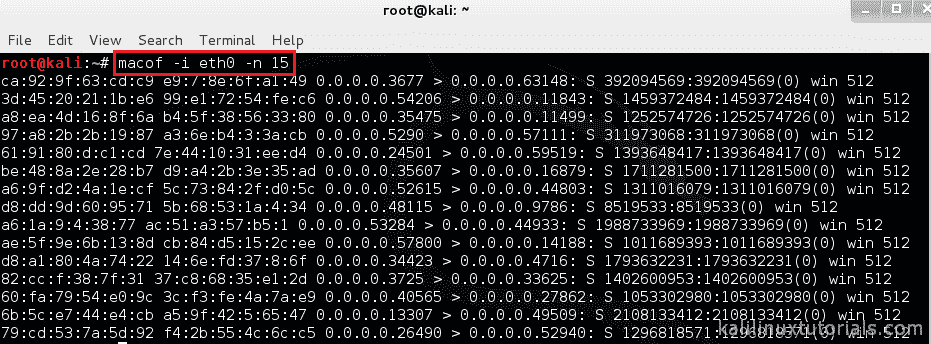 root@kali: ~
File Edit View Search Terminal Help
root@kali:~# macof -i eth0 -n 15
ca:92:9f:63:cd:c9 e9:7:8e:6f:a1:49 0.0.0.0.3677 > 0.0.0.0.63148: S 392094569:392094569(0) win 512
3d:45:20:21:1b:e6 99:e1:72:54:fe:c6 0.0.0.0.54206 > 0.0.0.0.11843: S 1459372484:1459372484(0) win 512
a8:ea:4d:16:8f:6a b4:5f:38:56:33:80 0.0.0.0.35475 > 0.0.0.0.11499: S 1252574726:1252574726(0) win 512
97:a8:2b:2b:19:87 a3:6e:b4:3:3a:cb 0.0.0.0.5290 > 0.0.0.0.57111: S 311973068:311973068(0) win 512
61:91:80:d:c1:cd 7e:44:10:31:ee:d4 0.0.0.0.24501 > 0.0.0.0.59519: S 1393648417:1393648417(0) win 512
be:48:8a:2e:28:b7 d9:a4:2b:3e:35:ad 0.0.0.0.35607 > 0.0.0.0.16879: S 1711281500:1711281500(0) win 512
a6:9f:d2:4a:1e:cf 5c:73:84:2f:d0:5c 0.0.0.0.52615 > 0.0.0.0.44803: S 1311016079:1311016079(0) win 512
d8:dd:9d:60:95:71 5b:68:53:1a:4:34 0.0.0.0.48115 > 0.0.0.0.9786: S 8519533:8519533(0) win 512
a6:1a:9:4:38:77 ac:51:a3:57:b5:1 0.0.0.0.53284 > 0.0.0.0.44933: S 1988733969:1988733969(0) win 512
ae:5f:9e:6b:13:8d cb:84:d5:15:2c:ee 0.0.0.0.57800 > 0.0.0.0.14188: S 1011689393:1011689393(0) win 512
d8:a1:80:4a:74:22 14:6e:fd:37:8:6f 0.0.0.0.34423 > 0.0.0.0.4716: S 1793632231:1793632231(0) win 512
82:cc:f:38:7f:31 37:c8:68:35:e1:2d 0.0.0.0.3725 > 0.0.0.0.33625: S 1402600953:1402600953(0) win 512
60:fa:79:54:e0:9c 3c:f3:fe:4a:7a:e9 0.0.0.0.40565 > 0.0.0.0.27862: S 1053302980:1053302980(0) win 512
6b:5c:e7:44:e4:cb a5:9f:42:5:65:47 0.0.0.0.13307 > 0.0.0.0.49509: S 2108133412:2108133412(0) win 512
79:cd:53:7a:5d:92 f4:2b:55:4c:6c:c5 0.0.0.0.26490 > 0.0.0.0.52940: S 1296818571:1296818571(0) win 512
kalilinuxtutorials.com